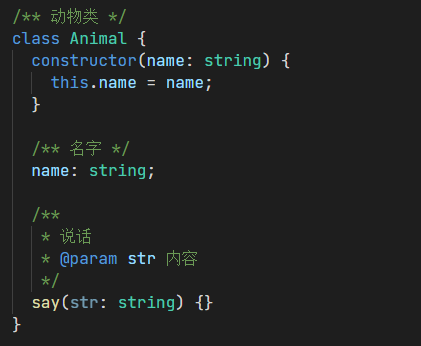 /** 动物类 */
class Animal {
  constructor(name: string) {
    this.name = name;
  }

  /** 名字 */
  name: string;

  /**
   * 说话
   * @param str 内容
   */
  say(str: string) {}
}